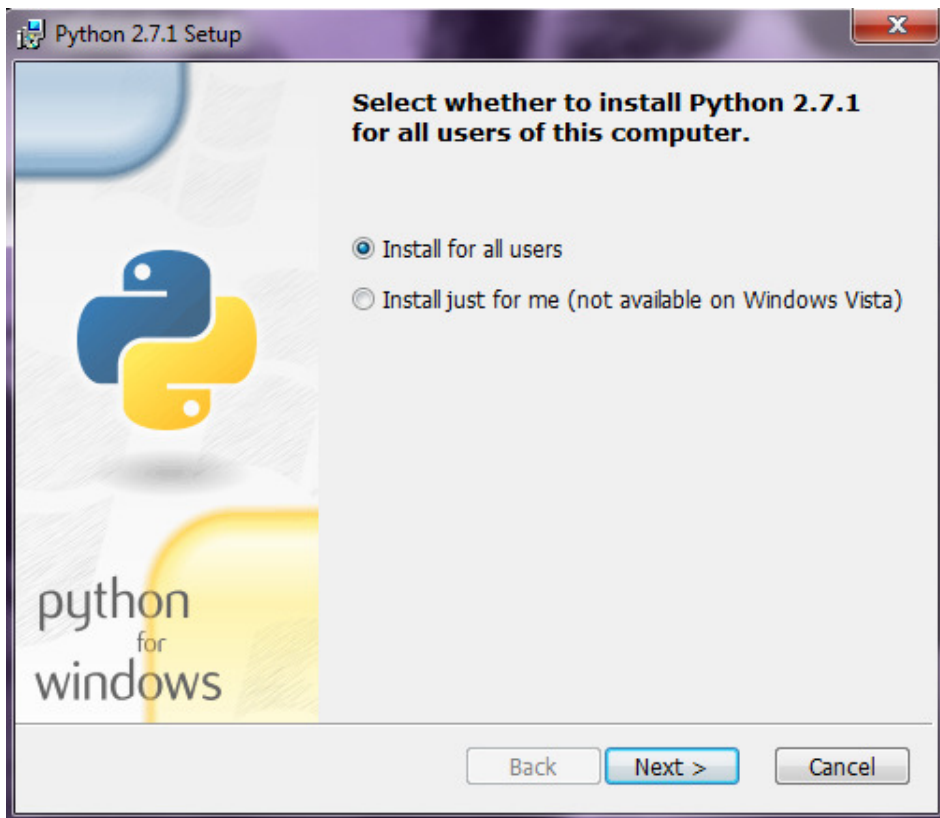 Python 2.7.1 Setup
Select whether to install Python 2.7.1
for all users of this computer.
Install for all users
Install just for me (not available on Windows Vista)
python
for
windows
Back
Next >
Cancel